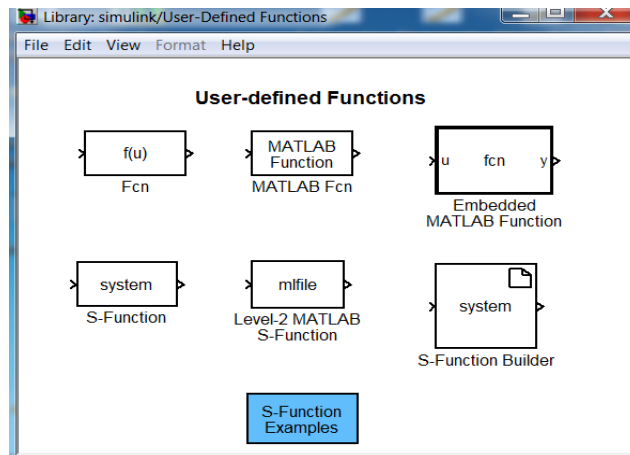 Library: simulink/User-Defined Functions
File Edit View Format Help
User-defined Functions
f(u)
Fcn
MATLAB
Function
MATLAB Fcn
u fcn y
Embedded
MATLAB Function
system
S-Function
mlfile
Level-2 MATLAB
S-Function
system
S-Function Builder
S-Function
Examples